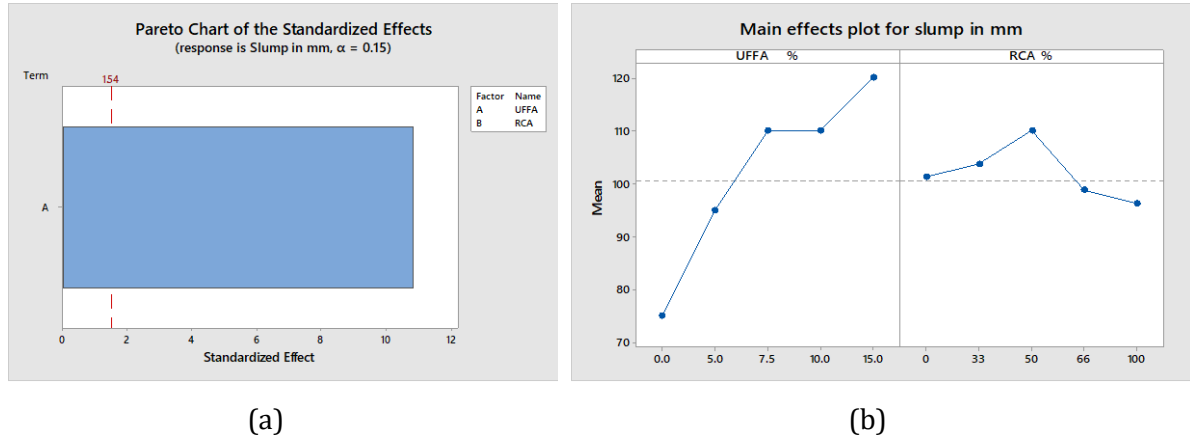 Pareto Chart of the Standardized Effects
(response is Slump in mm, α = 0.15)
Term
1.54
Factor Name
A UFFA
B RCA
A
0 2 4 6 8 10 12
Standardized Effect
(a)
Main effects plot for slump in mm
UFFA % RCA %
120
110
100
90
80
70
Mean
0.0 5.0 7.5 10.0 15.0 0 33 50 66 100
(b)